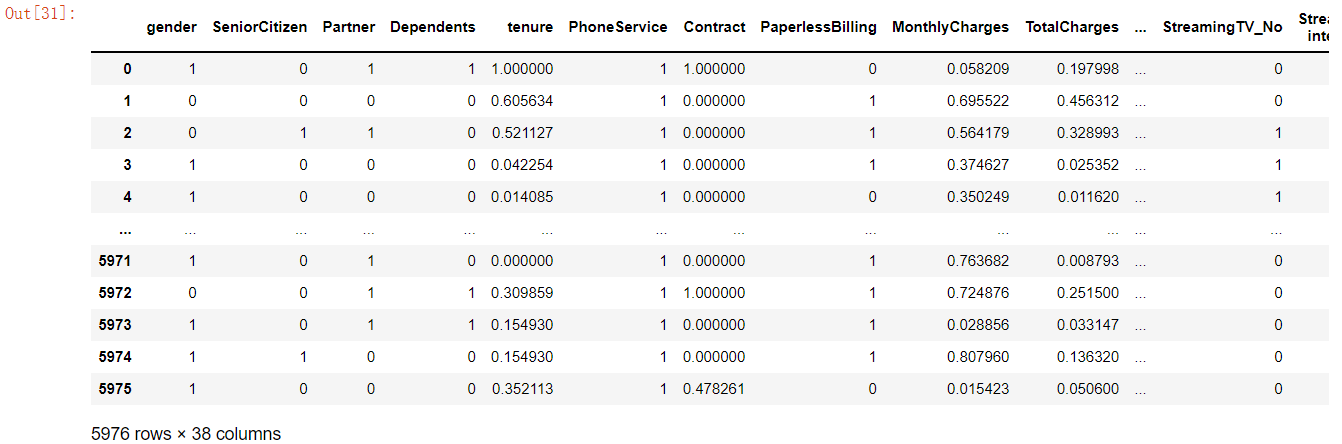 Out[31]:
gender SeniorCitizen Partner Dependents tenure PhoneService Contract PaperlessBilling MonthlyCharges TotalCharges ... StreamingTV_No
0 1 0 1 1 1.000000 1 1.000000 0 0.058209 0.197998 ... 0
1 0 0 0 0 0.605634 1 0.000000 1 0.695522 0.456312 ... 0
2 0 1 1 0 0.521127 1 0.000000 1 0.564179 0.328993 ... 1
3 1 0 0 0 0.042254 1 0.000000 1 0.374627 0.025352 ... 1
4 1 0 0 0 0.014085 1 0.000000 0 0.350249 0.011620 ... 1
... ... ... ... ... ... ... ... ... ... ... ... ...
5971 1 0 1 0 0.000000 1 0.000000 1 0.763682 0.008793 ... 0
5972 0 0 1 1 0.309859 1 1.000000 1 0.724876 0.251500 ... 0
5973 1 0 1 1 0.154930 1 0.000000 1 0.028856 0.033147 ... 0
5974 1 1 0 0 0.154930 1 0.000000 1 0.807960 0.136320 ... 0
5975 1 0 0 0 0.352113 1 0.478261 0 0.015423 0.050600 ... 0
5976 rows × 38 columns